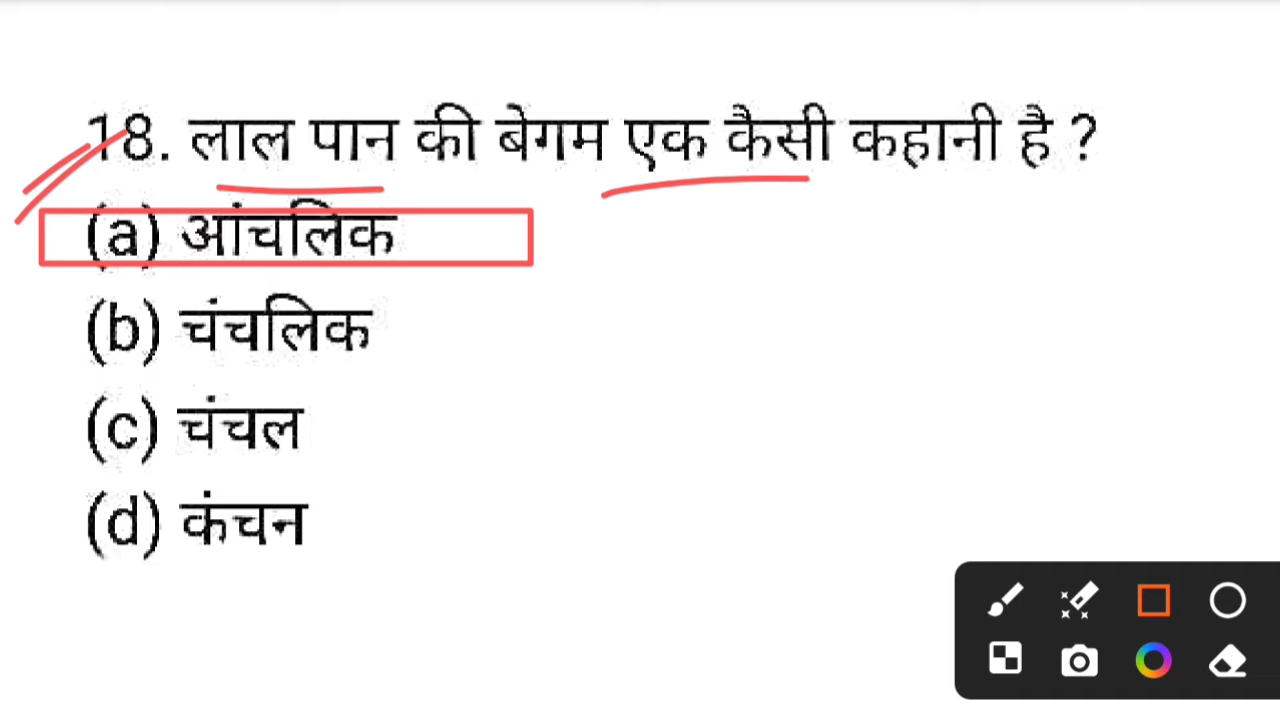 18. लाल पान की बेगम एक कैसी कहानी है ?
(a) आंचलिक
(b) चंचलिक
(c) चंचल
(d) कंचन